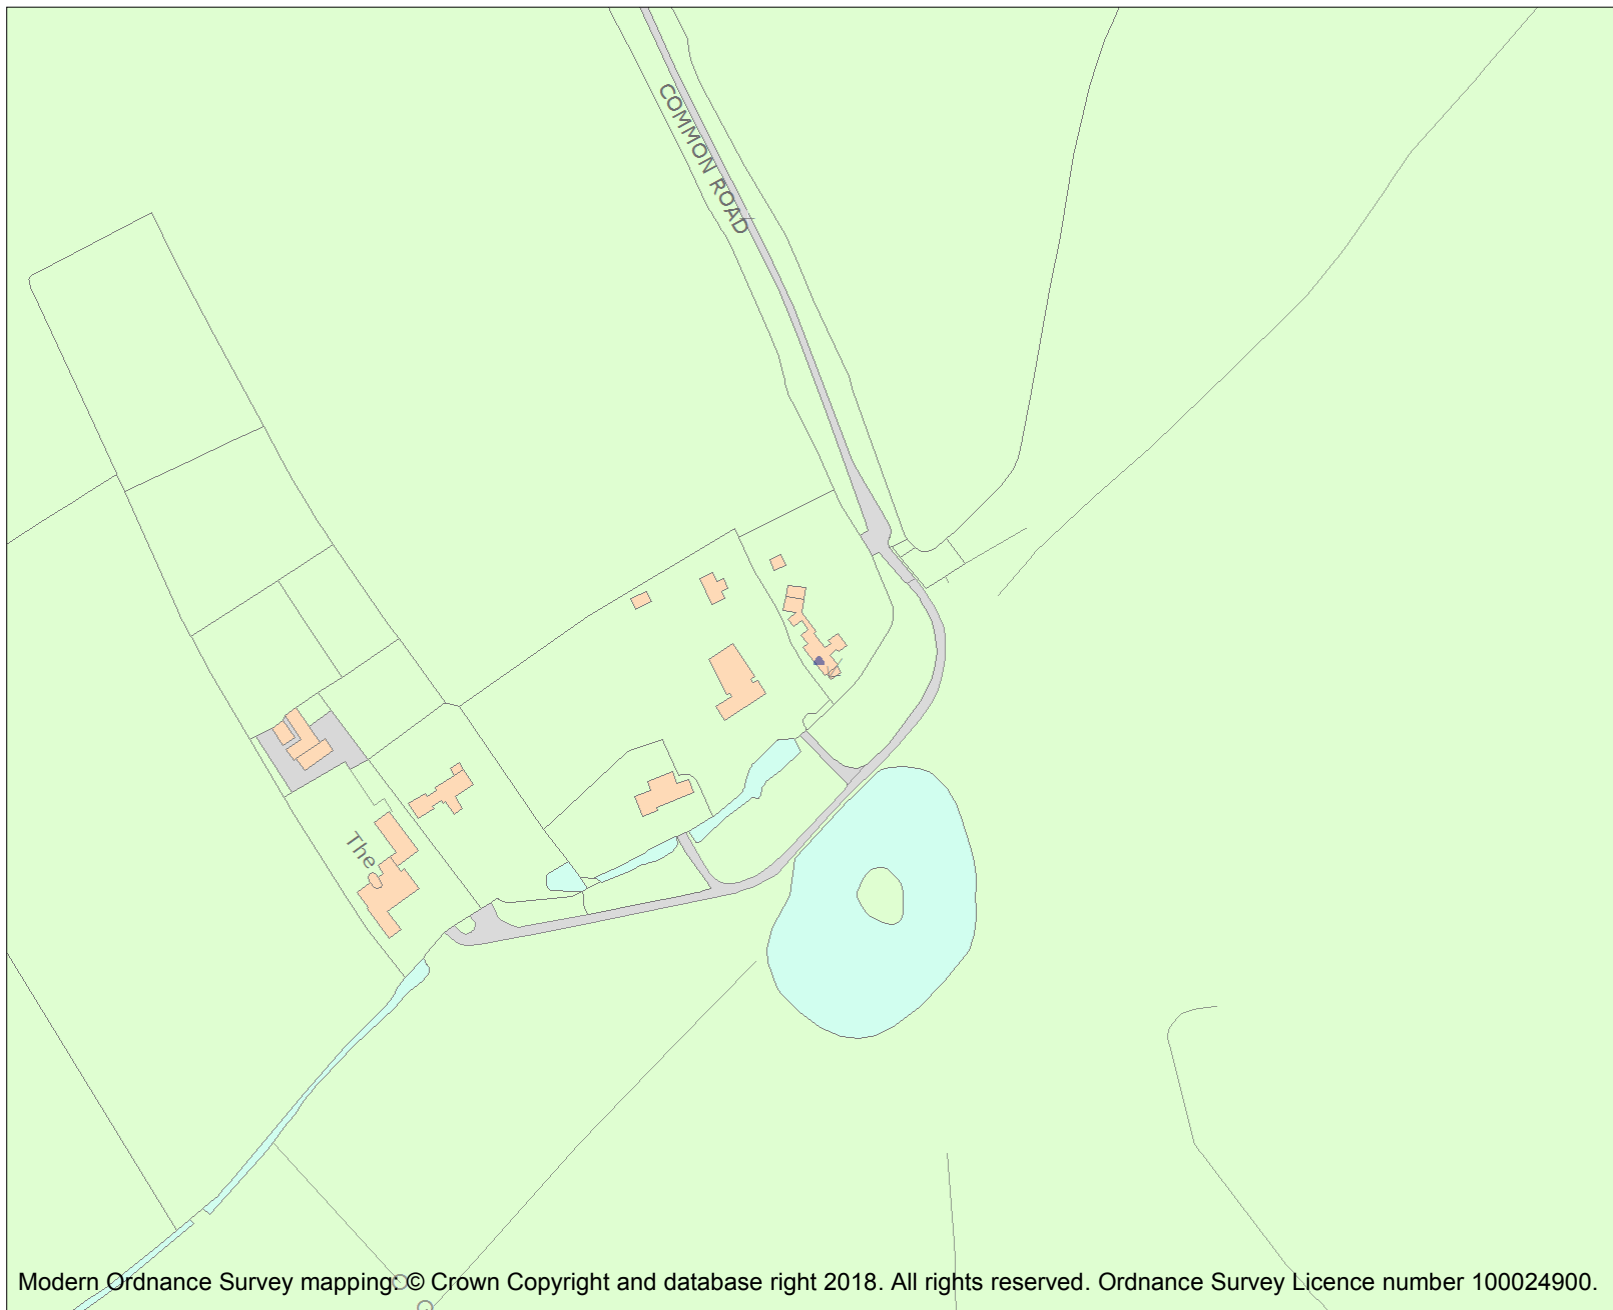 COMMON ROAD
The
Modern Ordnance Survey mapping: © Crown Copyright and database right 2018. All rights reserved. Ordnance Survey Licence number 100024900.